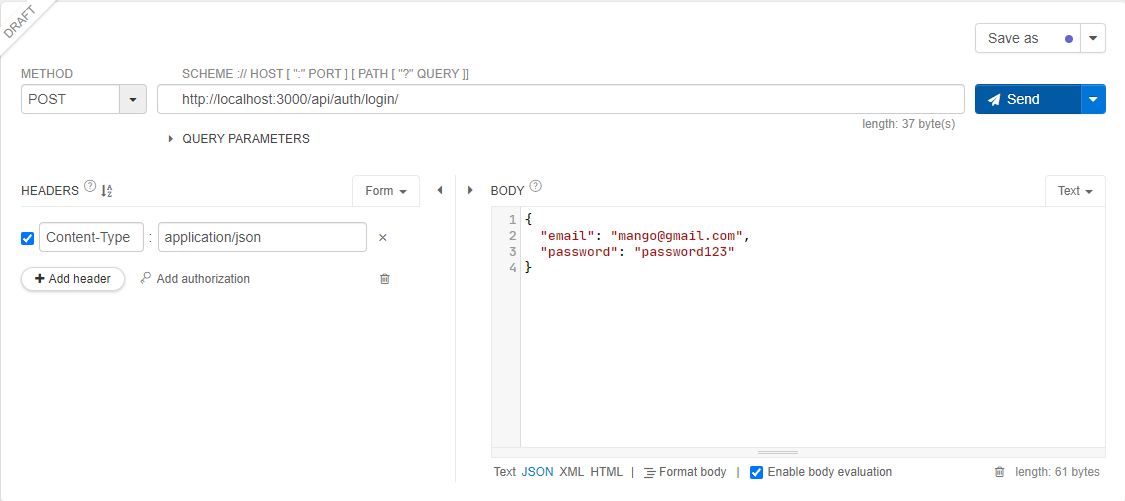 DRAFT
Save as
METHOD
SCHEME :// HOST [ ":" PORT ] [ PATH [ "?" QUERY ]]
POST
http://localhost:3000/api/auth/login/
Send
length: 37 byte(s)
QUERY PARAMETERS
HEADERS ? Form
BODY ? Text
Content-Type : application/json ×
+ Add header Add authorization
1 {
2 "email": "mango@gmail.com",
3 "password": "password123"
4 }
Text JSON XML HTML | Format body | Enable body evaluation length: 61 bytes